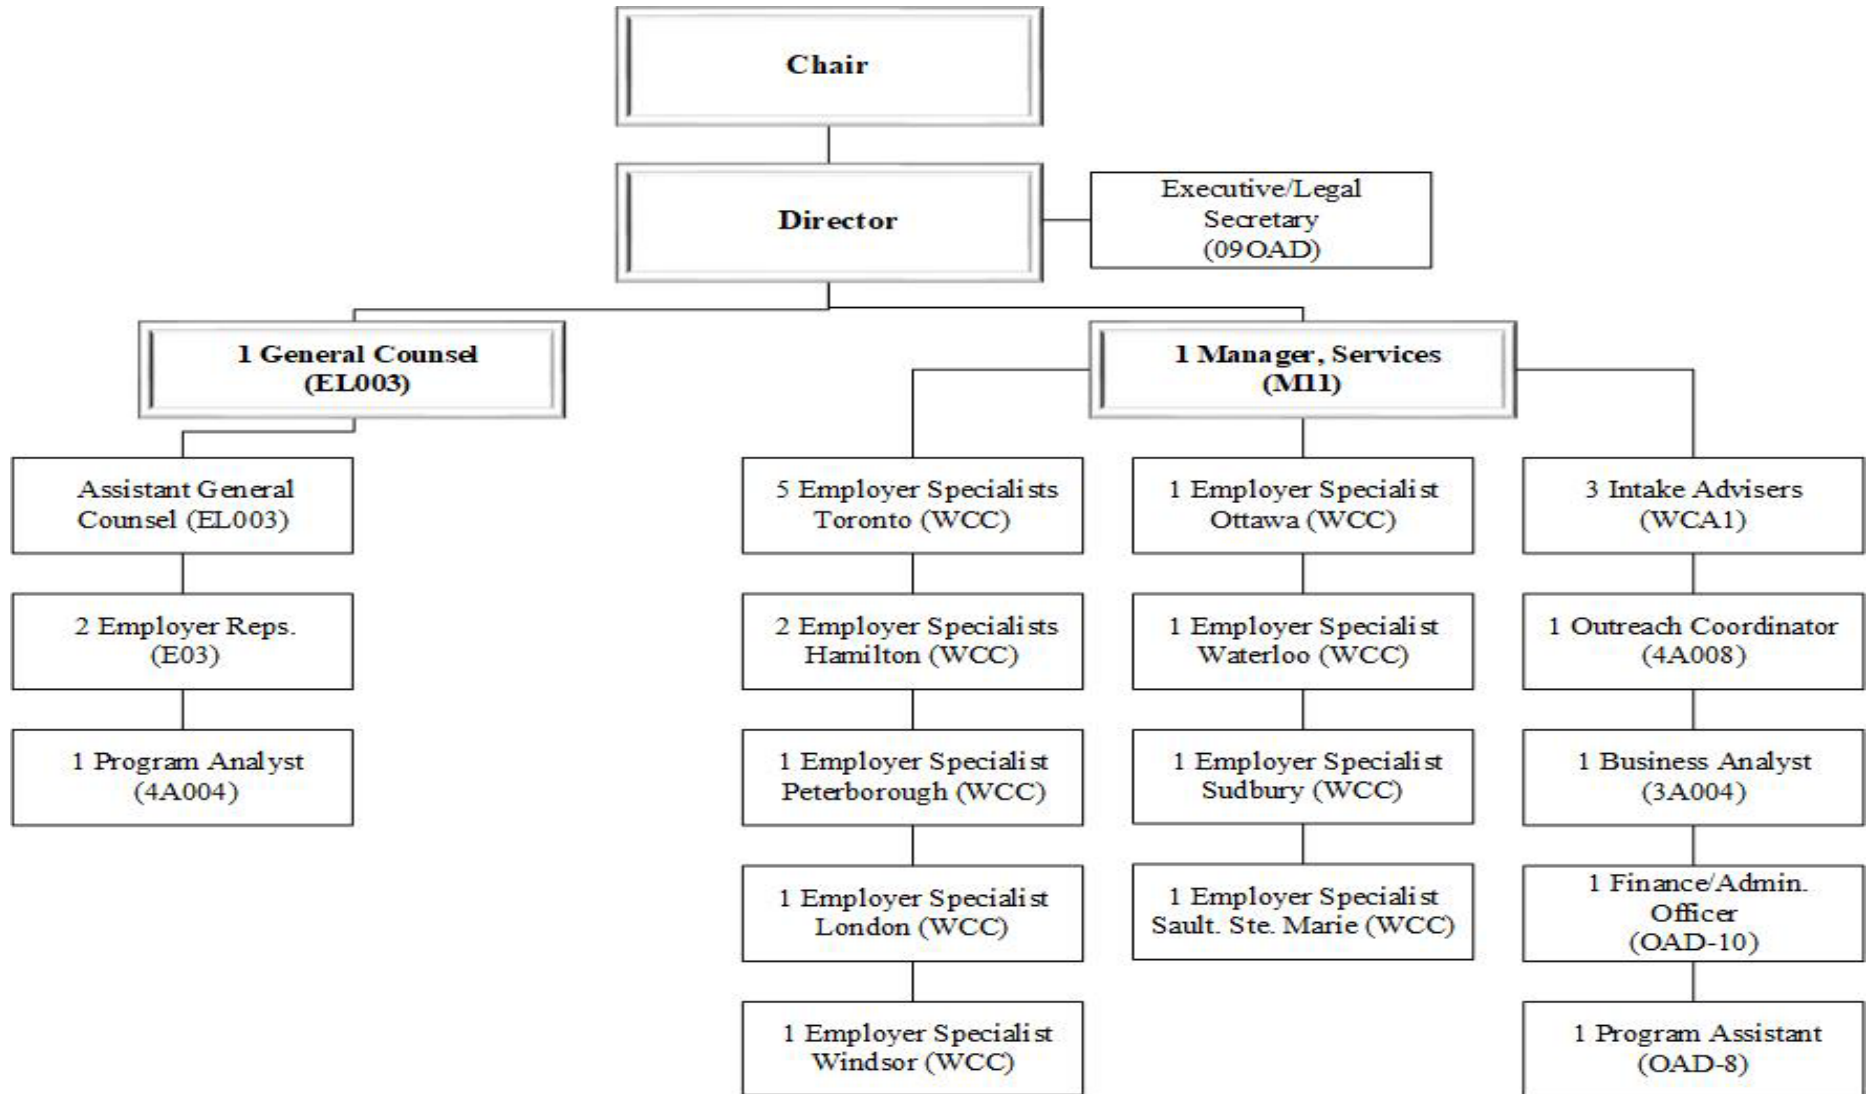 Chair
Director
Executive/Legal
Secretary
(09OAD)
1 General Counsel
(EL003)
1 Manager, Services
(M11)
Assistant General
Counsel (EL003)
2 Employer Reps.
(E03)
1 Program Analyst
(4A004)
5 Employer Specialists
Toronto (WCC)
2 Employer Specialists
Hamilton (WCC)
1 Employer Specialist
Peterborough (WCC)
1 Employer Specialist
London (WCC)
1 Employer Specialist
Windsor (WCC)
1 Employer Specialist
Ottawa (WCC)
1 Employer Specialist
Waterloo (WCC)
1 Employer Specialist
Sudbury (WCC)
1 Employer Specialist
Sault. Ste. Marie (WCC)
3 Intake Advisers
(WCA1)
1 Outreach Coordinator
(4A008)
1 Business Analyst
(3A004)
1 Finance/Admin.
Officer
(OAD-10)
1 Program Assistant
(OAD-8)